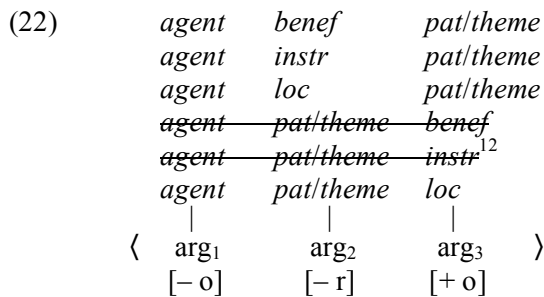 (22) agent benef pat/theme
agent instr pat/theme
agent loc pat/theme
agent pat/theme benef
agent pat/theme instr12
agent pat/theme loc
| | |
⟨ arg1 arg2 arg3 ⟩
[– o] [– r] [+ o]